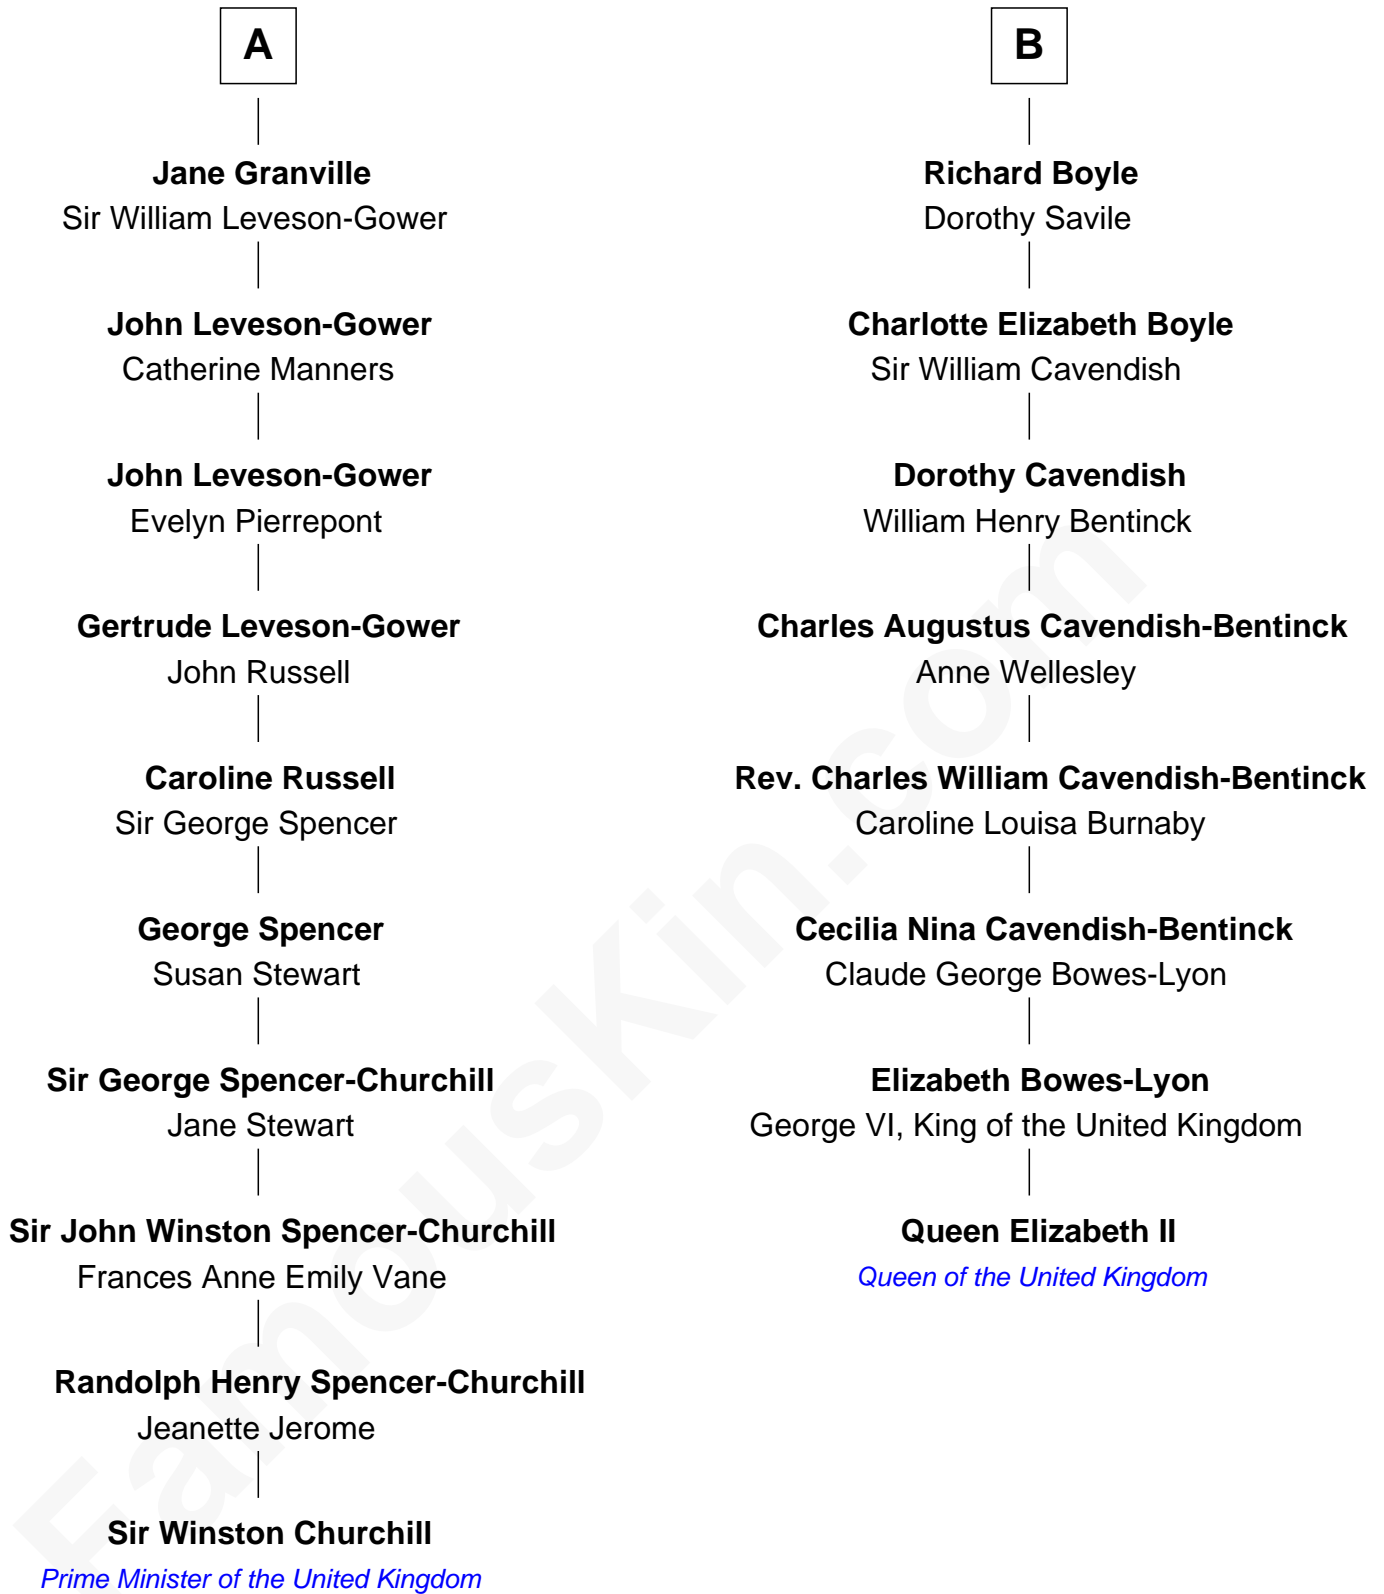 A
Jane Granville
Sir William Leveson-Gower
John Leveson-Gower
Catherine Manners
John Leveson-Gower
Evelyn Pierrepont
Gertrude Leveson-Gower
John Russell
Caroline Russell
Sir George Spencer
George Spencer
Susan Stewart
Sir George Spencer-Churchill
Jane Stewart
Sir John Winston Spencer-Churchill
Frances Anne Emily Vane
Randolph Henry Spencer-Churchill
Jeanette Jerome
Sir Winston Churchill
Prime Minister of the United Kingdom
B
Richard Boyle
Dorothy Savile
Charlotte Elizabeth Boyle
Sir William Cavendish
Dorothy Cavendish
William Henry Bentinck
Charles Augustus Cavendish-Bentinck
Anne Wellesley
Rev. Charles William Cavendish-Bentinck
Caroline Louisa Burnaby
Cecilia Nina Cavendish-Bentinck
Claude George Bowes-Lyon
Elizabeth Bowes-Lyon
George VI, King of the United Kingdom
Queen Elizabeth II
Queen of the United Kingdom
FamousKin.com